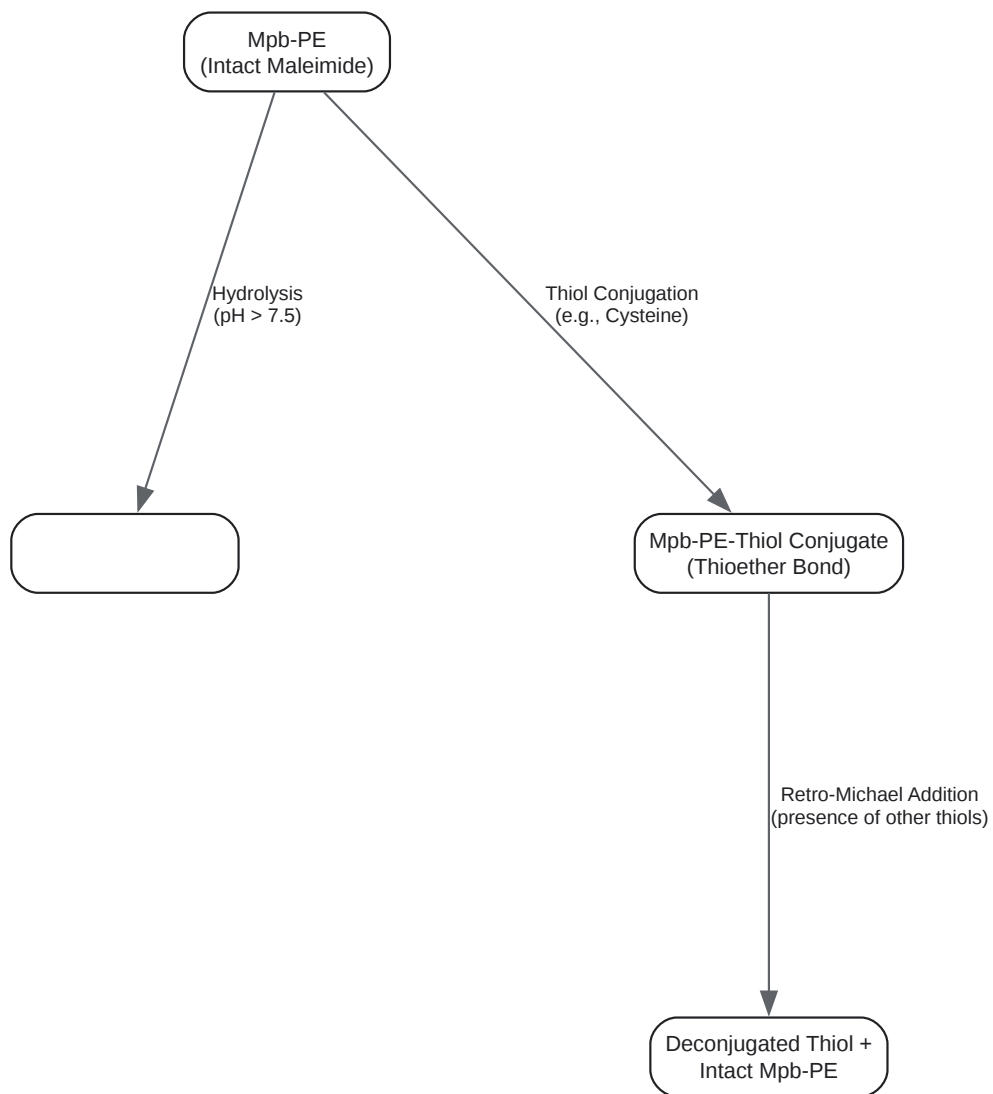 Mpb-PE
(Intact Maleimide)
Hydrolysis
(pH > 7.5)
Thiol Conjugation
(e.g., Cysteine)
Mpb-PE-Thiol Conjugate
(Thioether Bond)
Retro-Michael Addition
(presence of other thiols)
Deconjugated Thiol +
Intact Mpb-PE